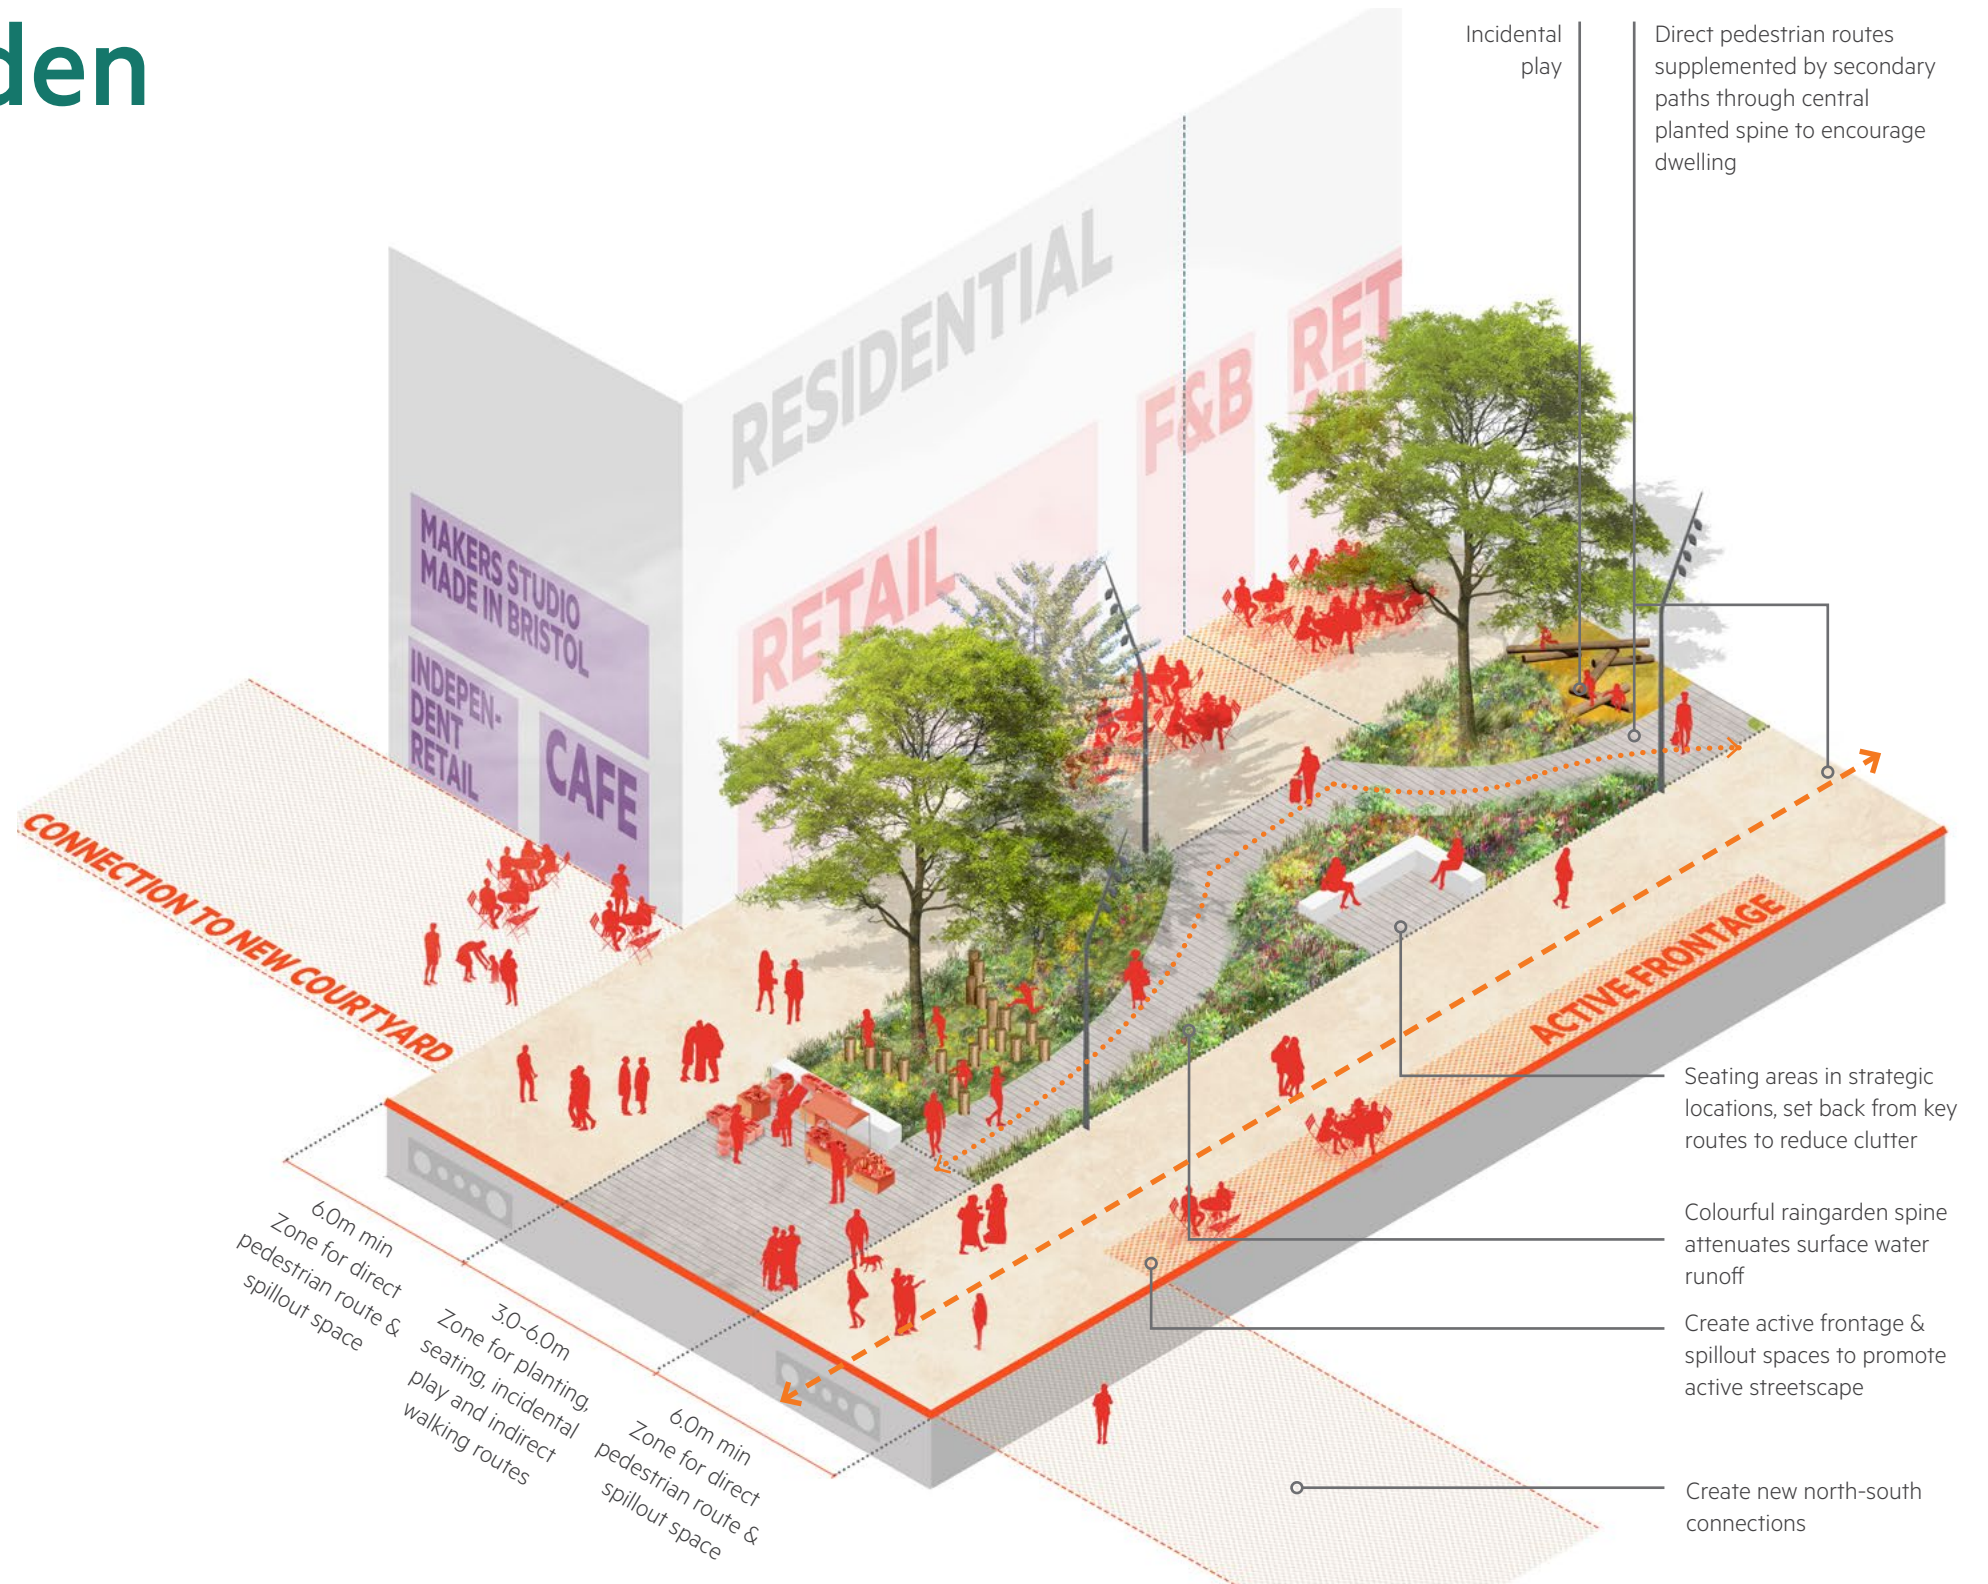 den
Incidental
play
Direct pedestrian routes
supplemented by secondary
paths through central
planted spine to encourage
dwelling
RESIDENTIAL
RETAIL
F&B
RET
MAKERS STUDIO
MADE IN BRISTOL
INDEPEN-
DENT
RETAIL
CAFE
CONNECTION TO NEW COURTYARD
ACTIVE FRONTAGE
Seating areas in strategic
locations, set back from key
routes to reduce clutter
Colourful raingarden spine
attenuates surface water
runoff
Create active frontage &
spillout spaces to promote
active streetscape
Create new north-south
connections
6.0m min
Zone for direct
pedestrian route &
spillout space
3.0-6.0m
Zone for planting,
seating, incidental
play and indirect
walking routes
6.0m min
Zone for direct
pedestrian route &
spillout space